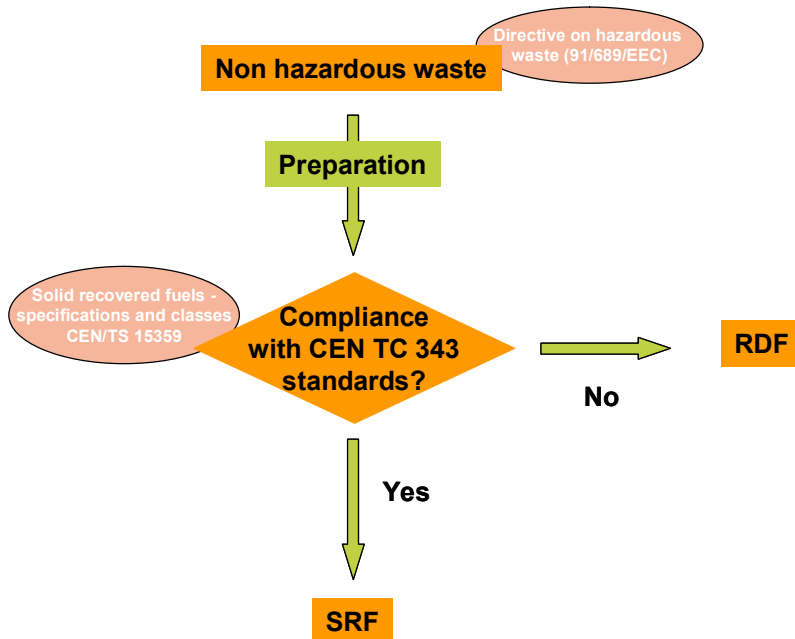 Directive on hazardous
waste (91/689/EEC)
Non hazardous waste
Preparation
Solid recovered fuels -
specifications and classes
CEN/TS 15359
Compliance
with CEN TC 343
standards?
RDF
No
Yes
SRF